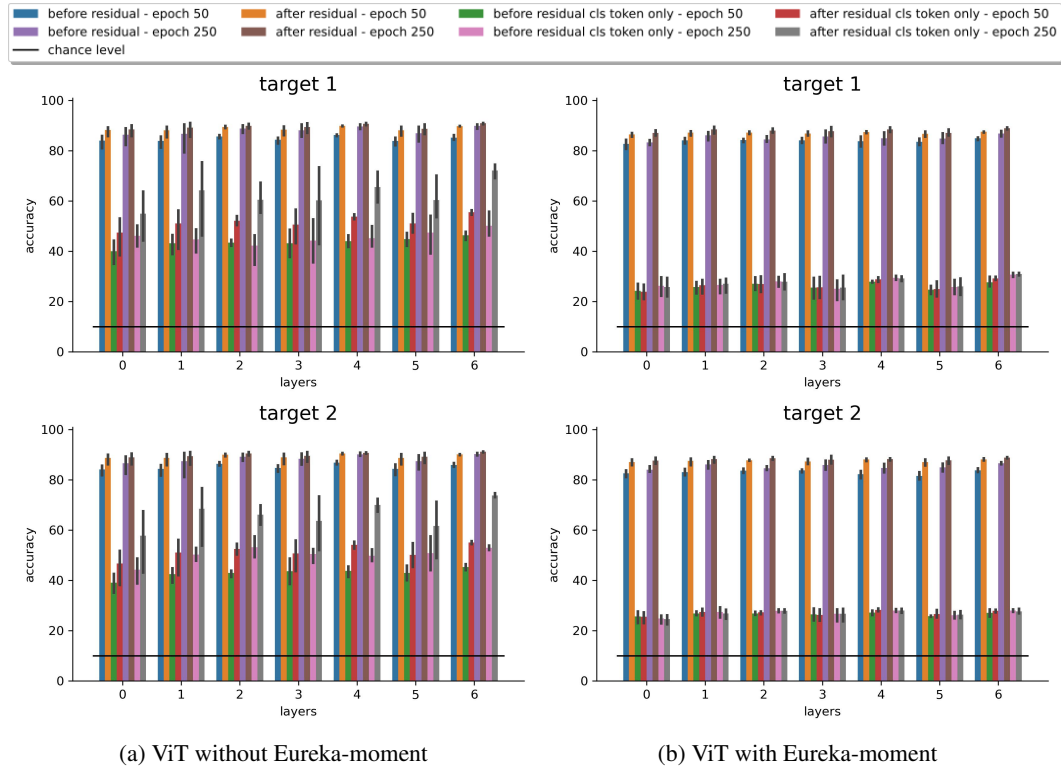 before residual - epoch 50 after residual - epoch 50 before residual cls token only - epoch 50 after residual cls token only - epoch 50
before residual - epoch 250 after residual - epoch 250 before residual cls token only - epoch 250 after residual cls token only - epoch 250
chance level
target 1
100
80
60
40
20
0
accuracy
0 1 2 3 4 5 6
layers
target 1
100
80
60
40
20
0
accuracy
0 1 2 3 4 5 6
layers
target 2
100
80
60
40
20
0
accuracy
0 1 2 3 4 5 6
layers
target 2
100
80
60
40
20
0
accuracy
0 1 2 3 4 5 6
layers
(a) ViT without Eureka-moment
(b) ViT with Eureka-moment